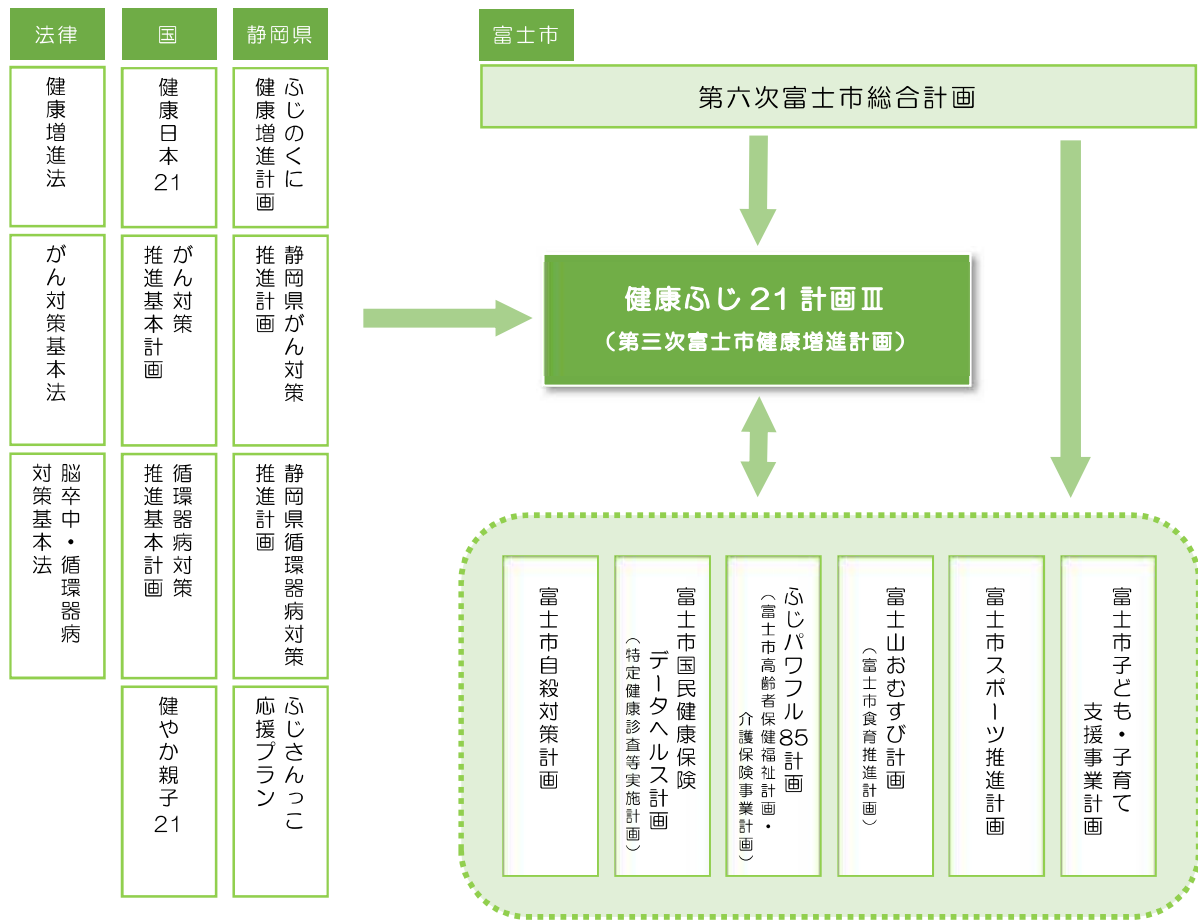 法律
健康増進法
がん対策基本法
脳卒中・循環器病
対策基本法
国
健康日本21
がん対策
推進基本計画
循環器病対策
推進基本計画
健やか親子21
静岡県
ふじのくに
健康増進計画
静岡県がん対策
推進計画
静岡県循環器病対策
推進計画
ふじさんっこ
応援プラン
富士市
第六次富士市総合計画
健康ふじ21計画Ⅲ
（第三次富士市健康増進計画）
富士市自殺対策計画
富士市国民健康保険
データヘルス計画
（特定健康診査等実施計画）
ふじパワフル85計画
（富士市高齢者保健福祉計画・
介護保険事業計画）
富士山おむすび計画
（富士市食育推進計画）
富士市スポーツ推進計画
富士市子ども・子育て
支援事業計画